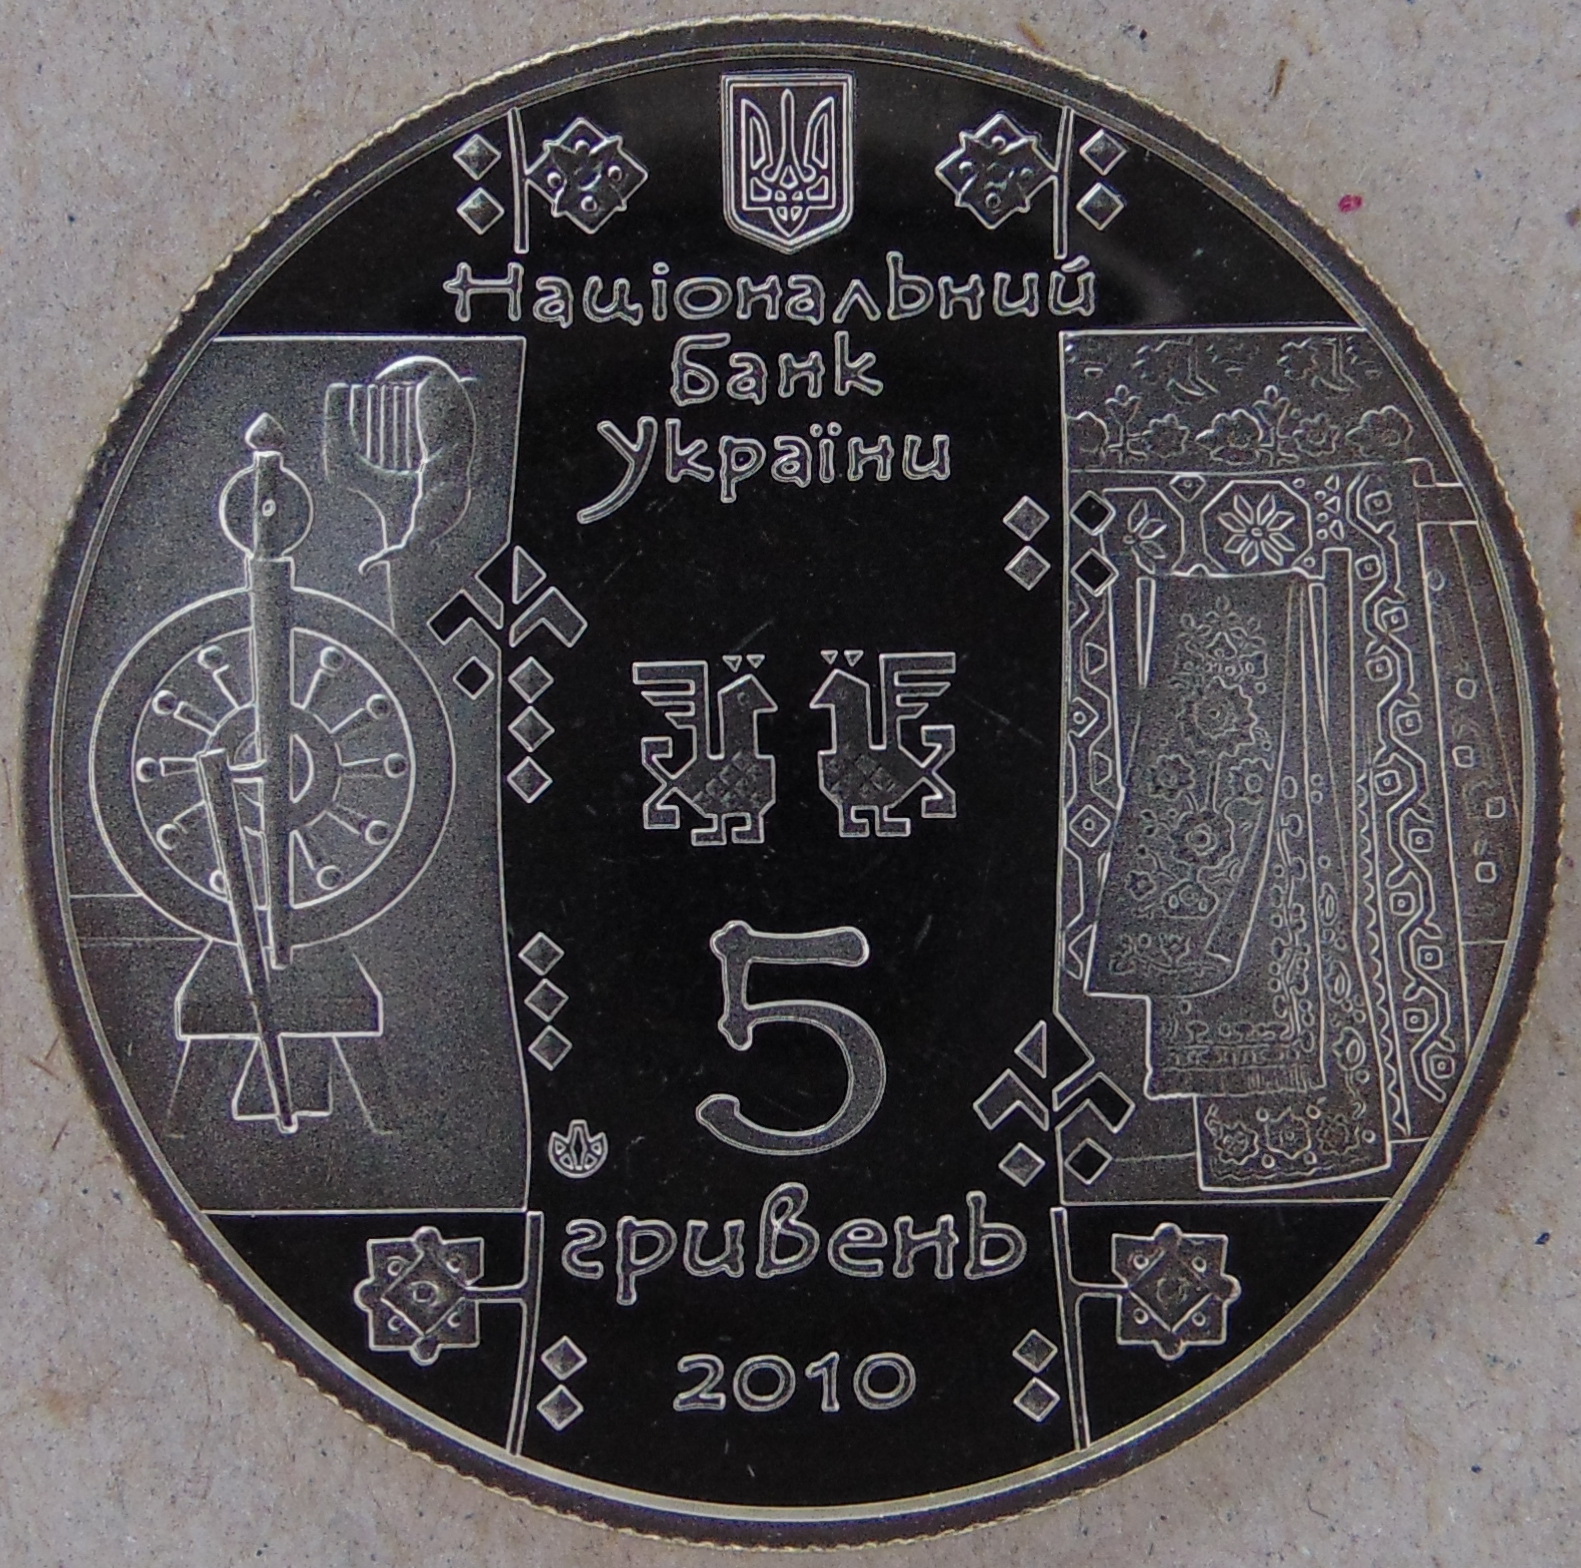 Національний
банк
України
5
гривень
2010